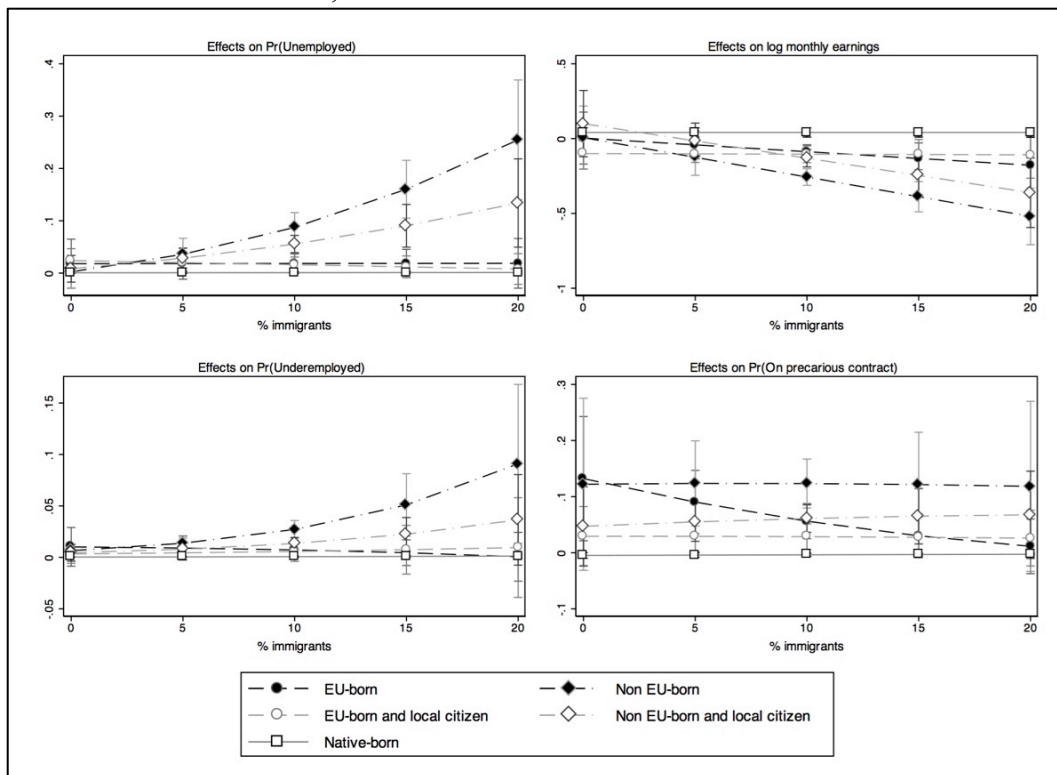 Effects on Pr(Unemployed)
.4
.3
.2
.1
0
0 5 10 15 20
% immigrants
Effects on log monthly earnings
.5
0
-.5
-1
0 5 10 15 20
% immigrants
Effects on Pr(Underemployed)
.15
.1
.05
0
-.05
0 5 10 15 20
% immigrants
Effects on Pr(On precarious contract)
.3
.2
.1
0
-.1
0 5 10 15 20
% immigrants
EU-born
Non EU-born
EU-born and local citizen
Non EU-born and local citizen
Native-born